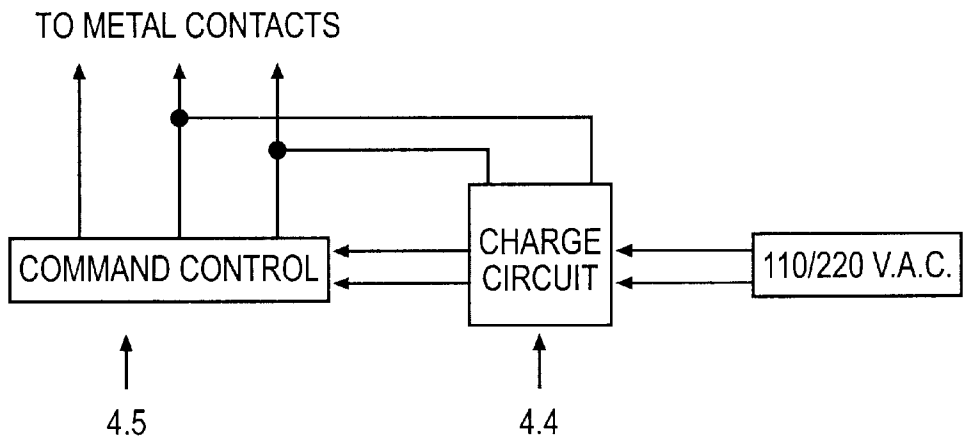 TO METAL CONTACTS
COMMAND CONTROL
CHARGE
CIRCUIT
110/220 V.A.C.
4.5
4.4